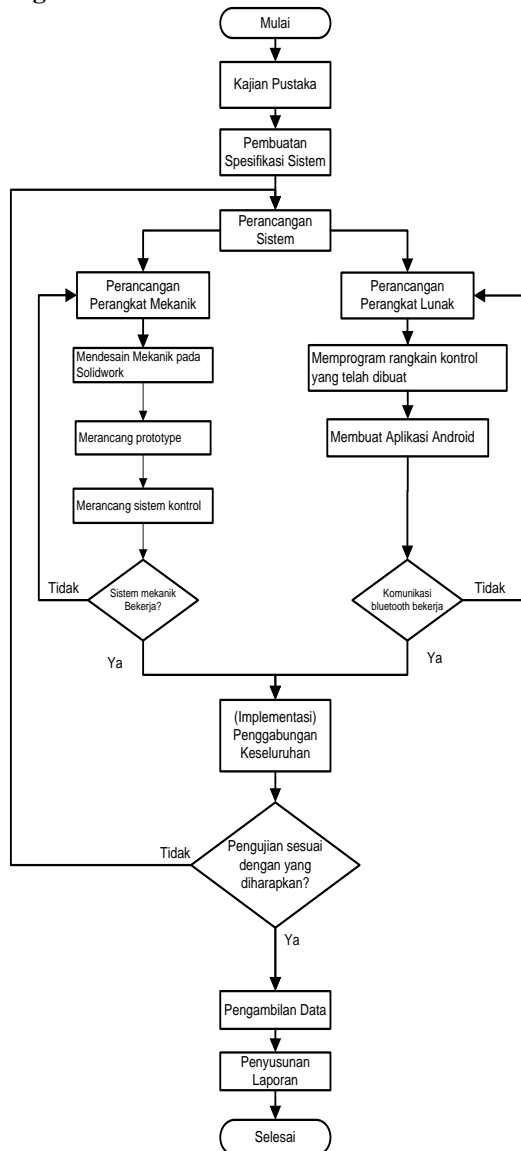 Mulai
Kajian Pustaka
Pembuatan
Spesifikasi Sistem
Perancangan
Sistem
Perancangan
Perangkat Mekanik
Mendesain Mekanik pada
Solidwork
Merancang prototype
Merancang sistem kontrol
Sistem mekanik
Bekerja?
Tidak
Ya
Perancangan
Perangkat Lunak
Memprogram rangkain kontrol
yang telah dibuat
Membuat Aplikasi Android
Komunikasi
bluetooth bekerja
Tidak
Ya
(Implementasi)
Penggabungan
Keseluruhan
Pengujian sesuai
dengan yang
diharapkan?
Tidak
Ya
Pengambilan Data
Penyusunan
Laporan
Selesai